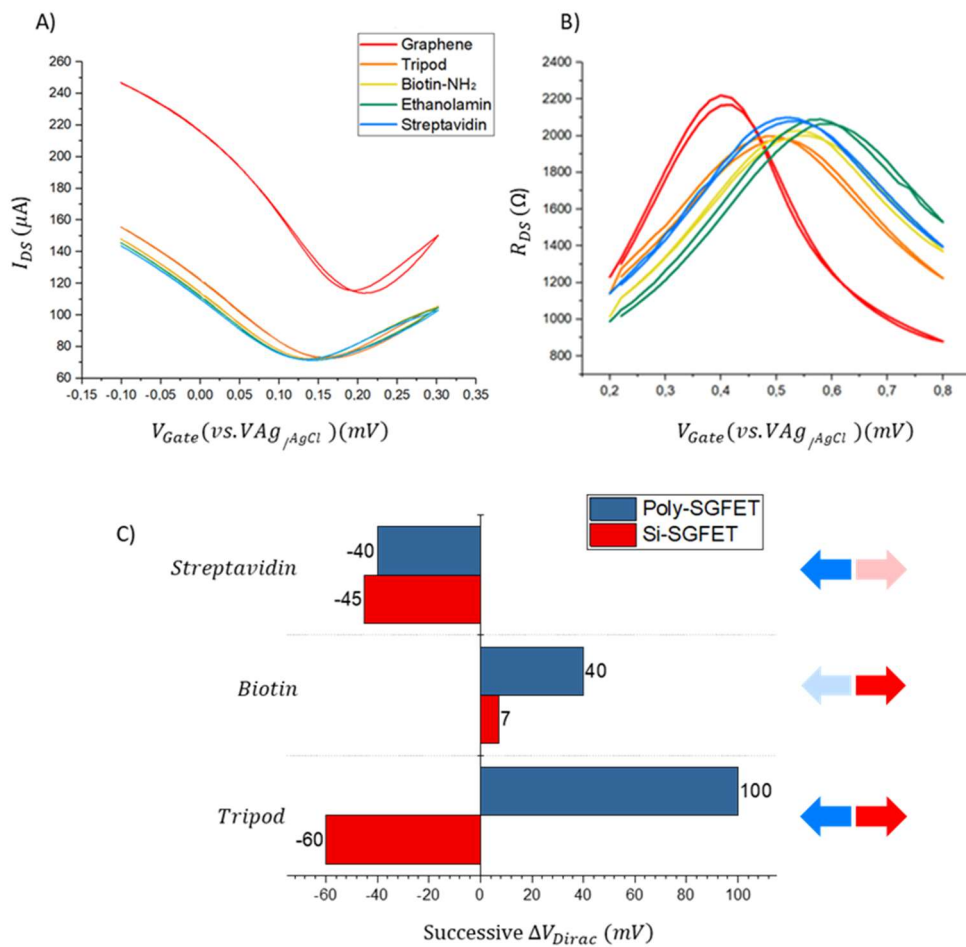 A)
Graphene
Tripod
Biotin-NH₂
Ethanolamin
Streptavidin
I_DS (μA)
260
240
220
200
180
160
140
120
100
80
60
-0,15 -0,10 -0,05 0,00 0,05 0,10 0,15 0,20 0,25 0,30 0,35
V_Gate (vs.VAg/AgCl) (mV)
B)
R_DS (Ω)
2400
2200
2000
1800
1600
1400
1200
1000
800
0,2 0,3 0,4 0,5 0,6 0,7 0,8
V_Gate (vs.VAg/AgCl) (mV)
C)
Poly-SGFET
Si-SGFET
Streptavidin
-40
-45
Biotin
40
7
Tripod
100
-60
-60 -40 -20 0 20 40 60 80 100
Successive ΔV_Dirac (mV)